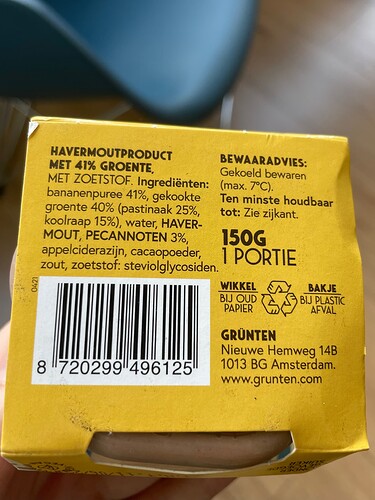 HAVERMOUTPRODUCT
MET 41% GROENTE,
MET ZOETSTOF. Ingrediënten:
bananenpuree 41%, gekookte
groente 40% (pastinaak 25%,
koolraap 15%), water, HAVER-
MOUT, PECANNOTEN 3%,
appelciderazijn, cacaopoeder,
zout, zoetstof: steviolglycosiden.
0421
8 720299 496125
BEWAARADVIES:
Gekoeld bewaren
(max. 7°C).
Ten minste houdbaar
tot: Zie zijkant.
150G
1 PORTIE
WIKKEL
BIJ OUD
PAPIER
BAKJE
BIJ PLASTIC
AFVAL
GRÜNTEN
Nieuwe Hemweg 14B
1013 BG Amsterdam.
www.grunten.com